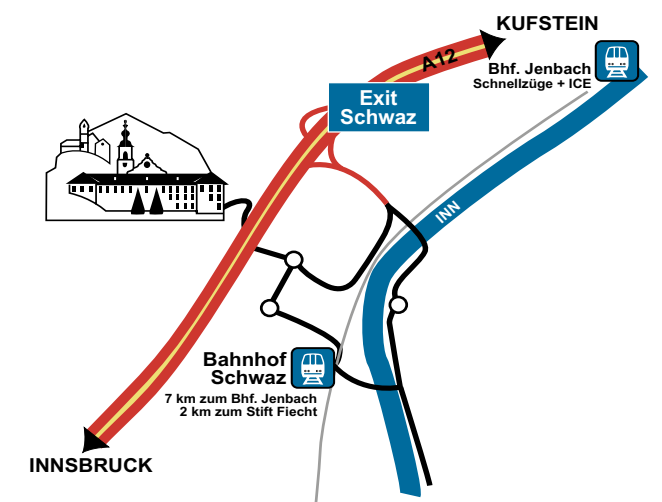 KUFSTEIN
A12
Bhf. Jenbach
Schnellzüge + ICE
Exit
Schwaz
INN
Bahnhof
Schwaz
7 km zum Bhf. Jenbach
2 km zum Stift Fiecht
INNSBRUCK